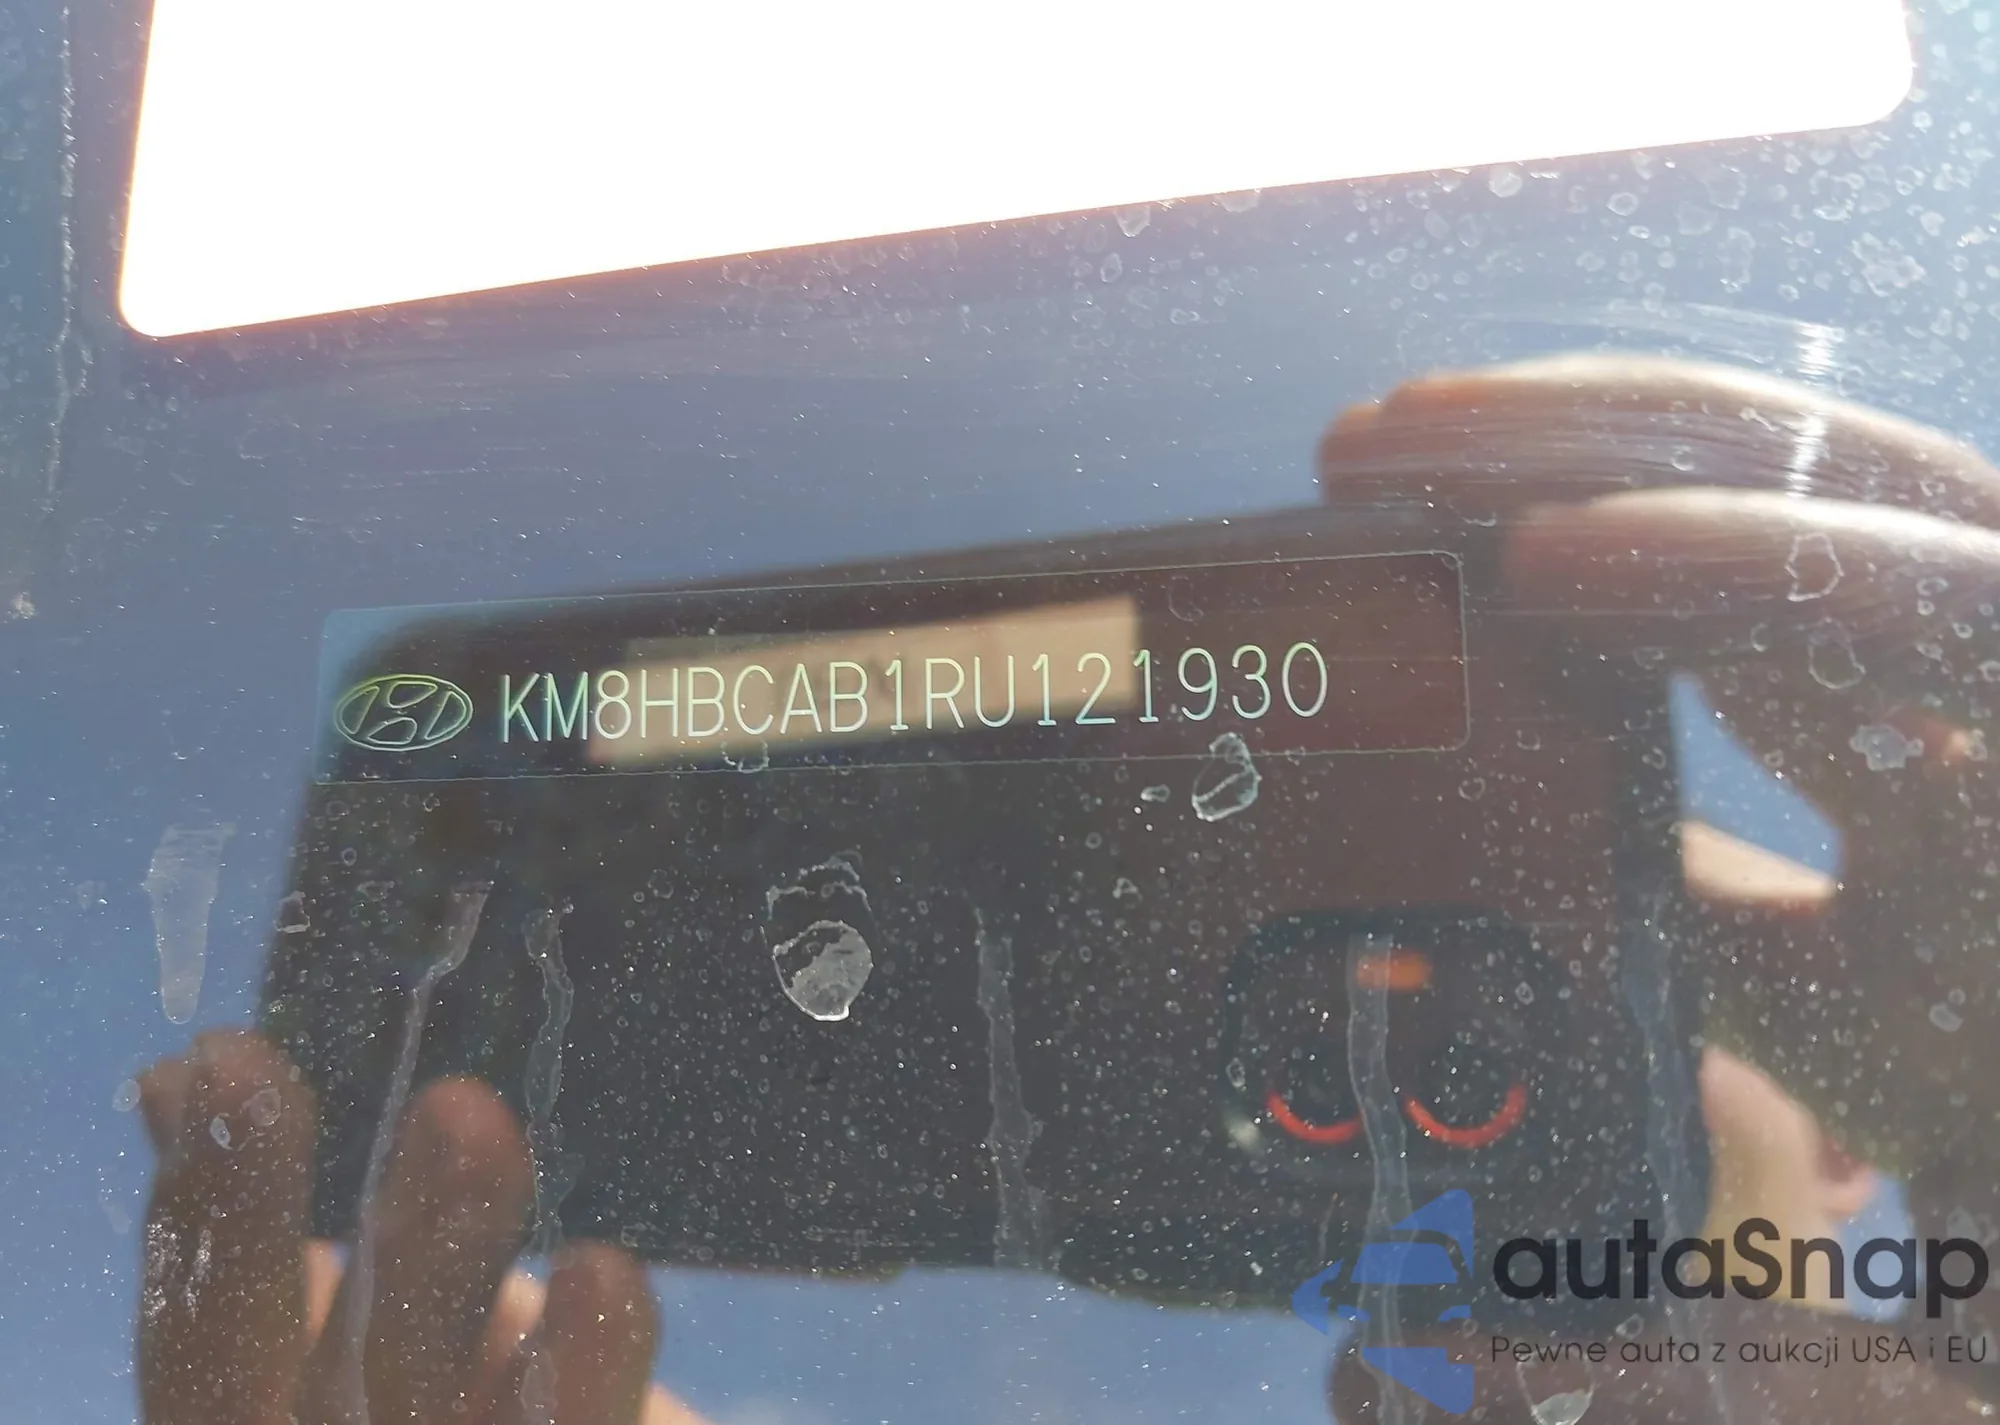 KM8HBCAB1RU121930
autaSnap
Pewne auta z aukcji USA i EU